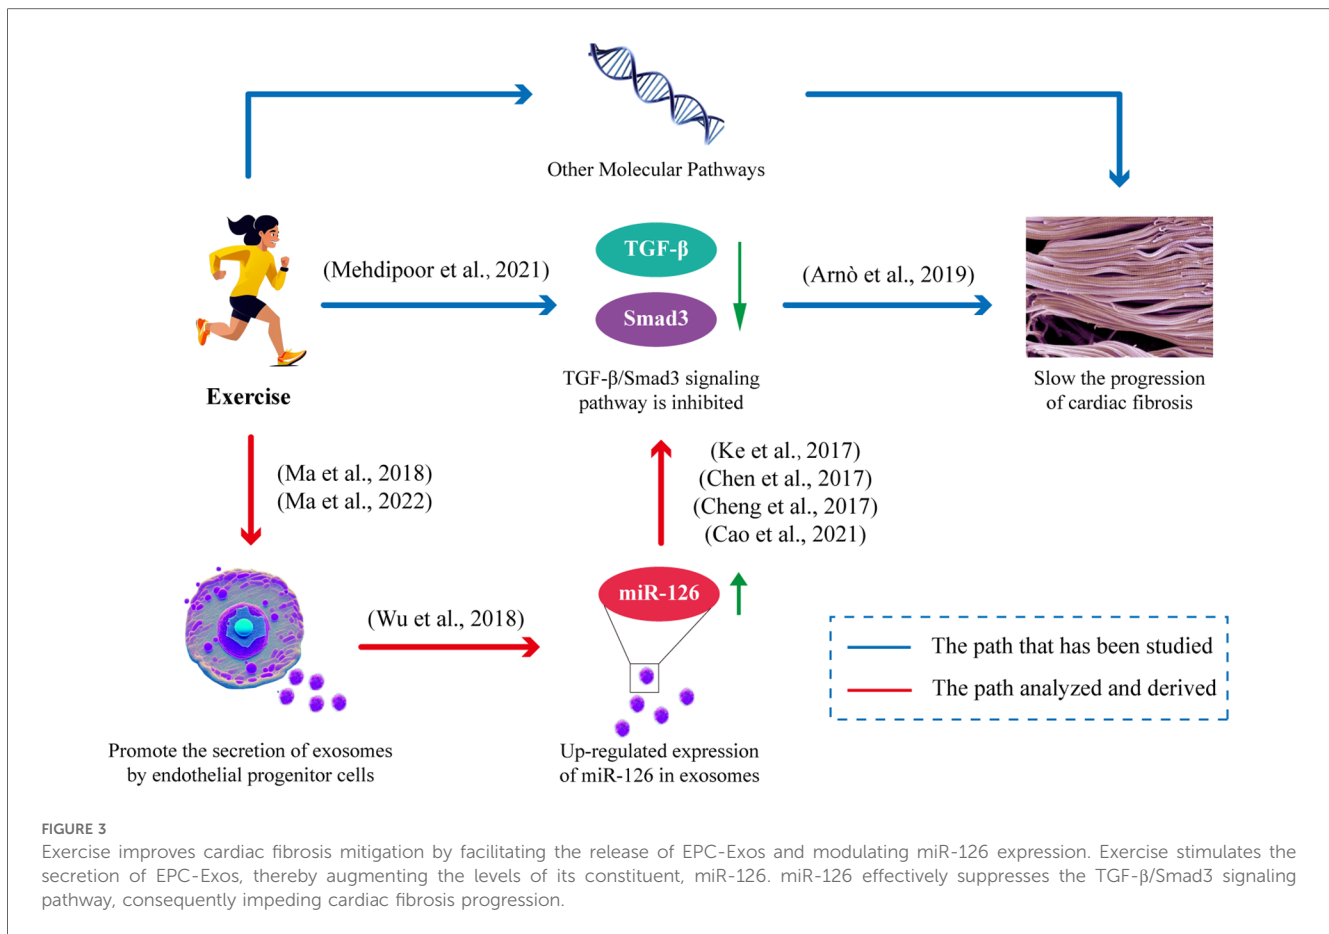 Other Molecular Pathways
(Mehdipoor et al., 2021)
TGF-β
Smad3
(Arnò et al., 2019)
Exercise
TGF-β/Smad3 signaling
pathway is inhibited
Slow the progression
of cardiac fibrosis
(Ma et al., 2018)
(Ma et al., 2022)
(Ke et al., 2017)
(Chen et al., 2017)
(Cheng et al., 2017)
(Cao et al., 2021)
(Wu et al., 2018)
miR-126
The path that has been studied
The path analyzed and derived
Promote the secretion of exosomes
by endothelial progenitor cells
Up-regulated expression
of miR-126 in exosomes
FIGURE 3
Exercise improves cardiac fibrosis mitigation by facilitating the release of EPC-Exos and modulating miR-126 expression. Exercise stimulates the
secretion of EPC-Exos, thereby augmenting the levels of its constituent, miR-126. miR-126 effectively suppresses the TGF-β/Smad3 signaling
pathway, consequently impeding cardiac fibrosis progression.